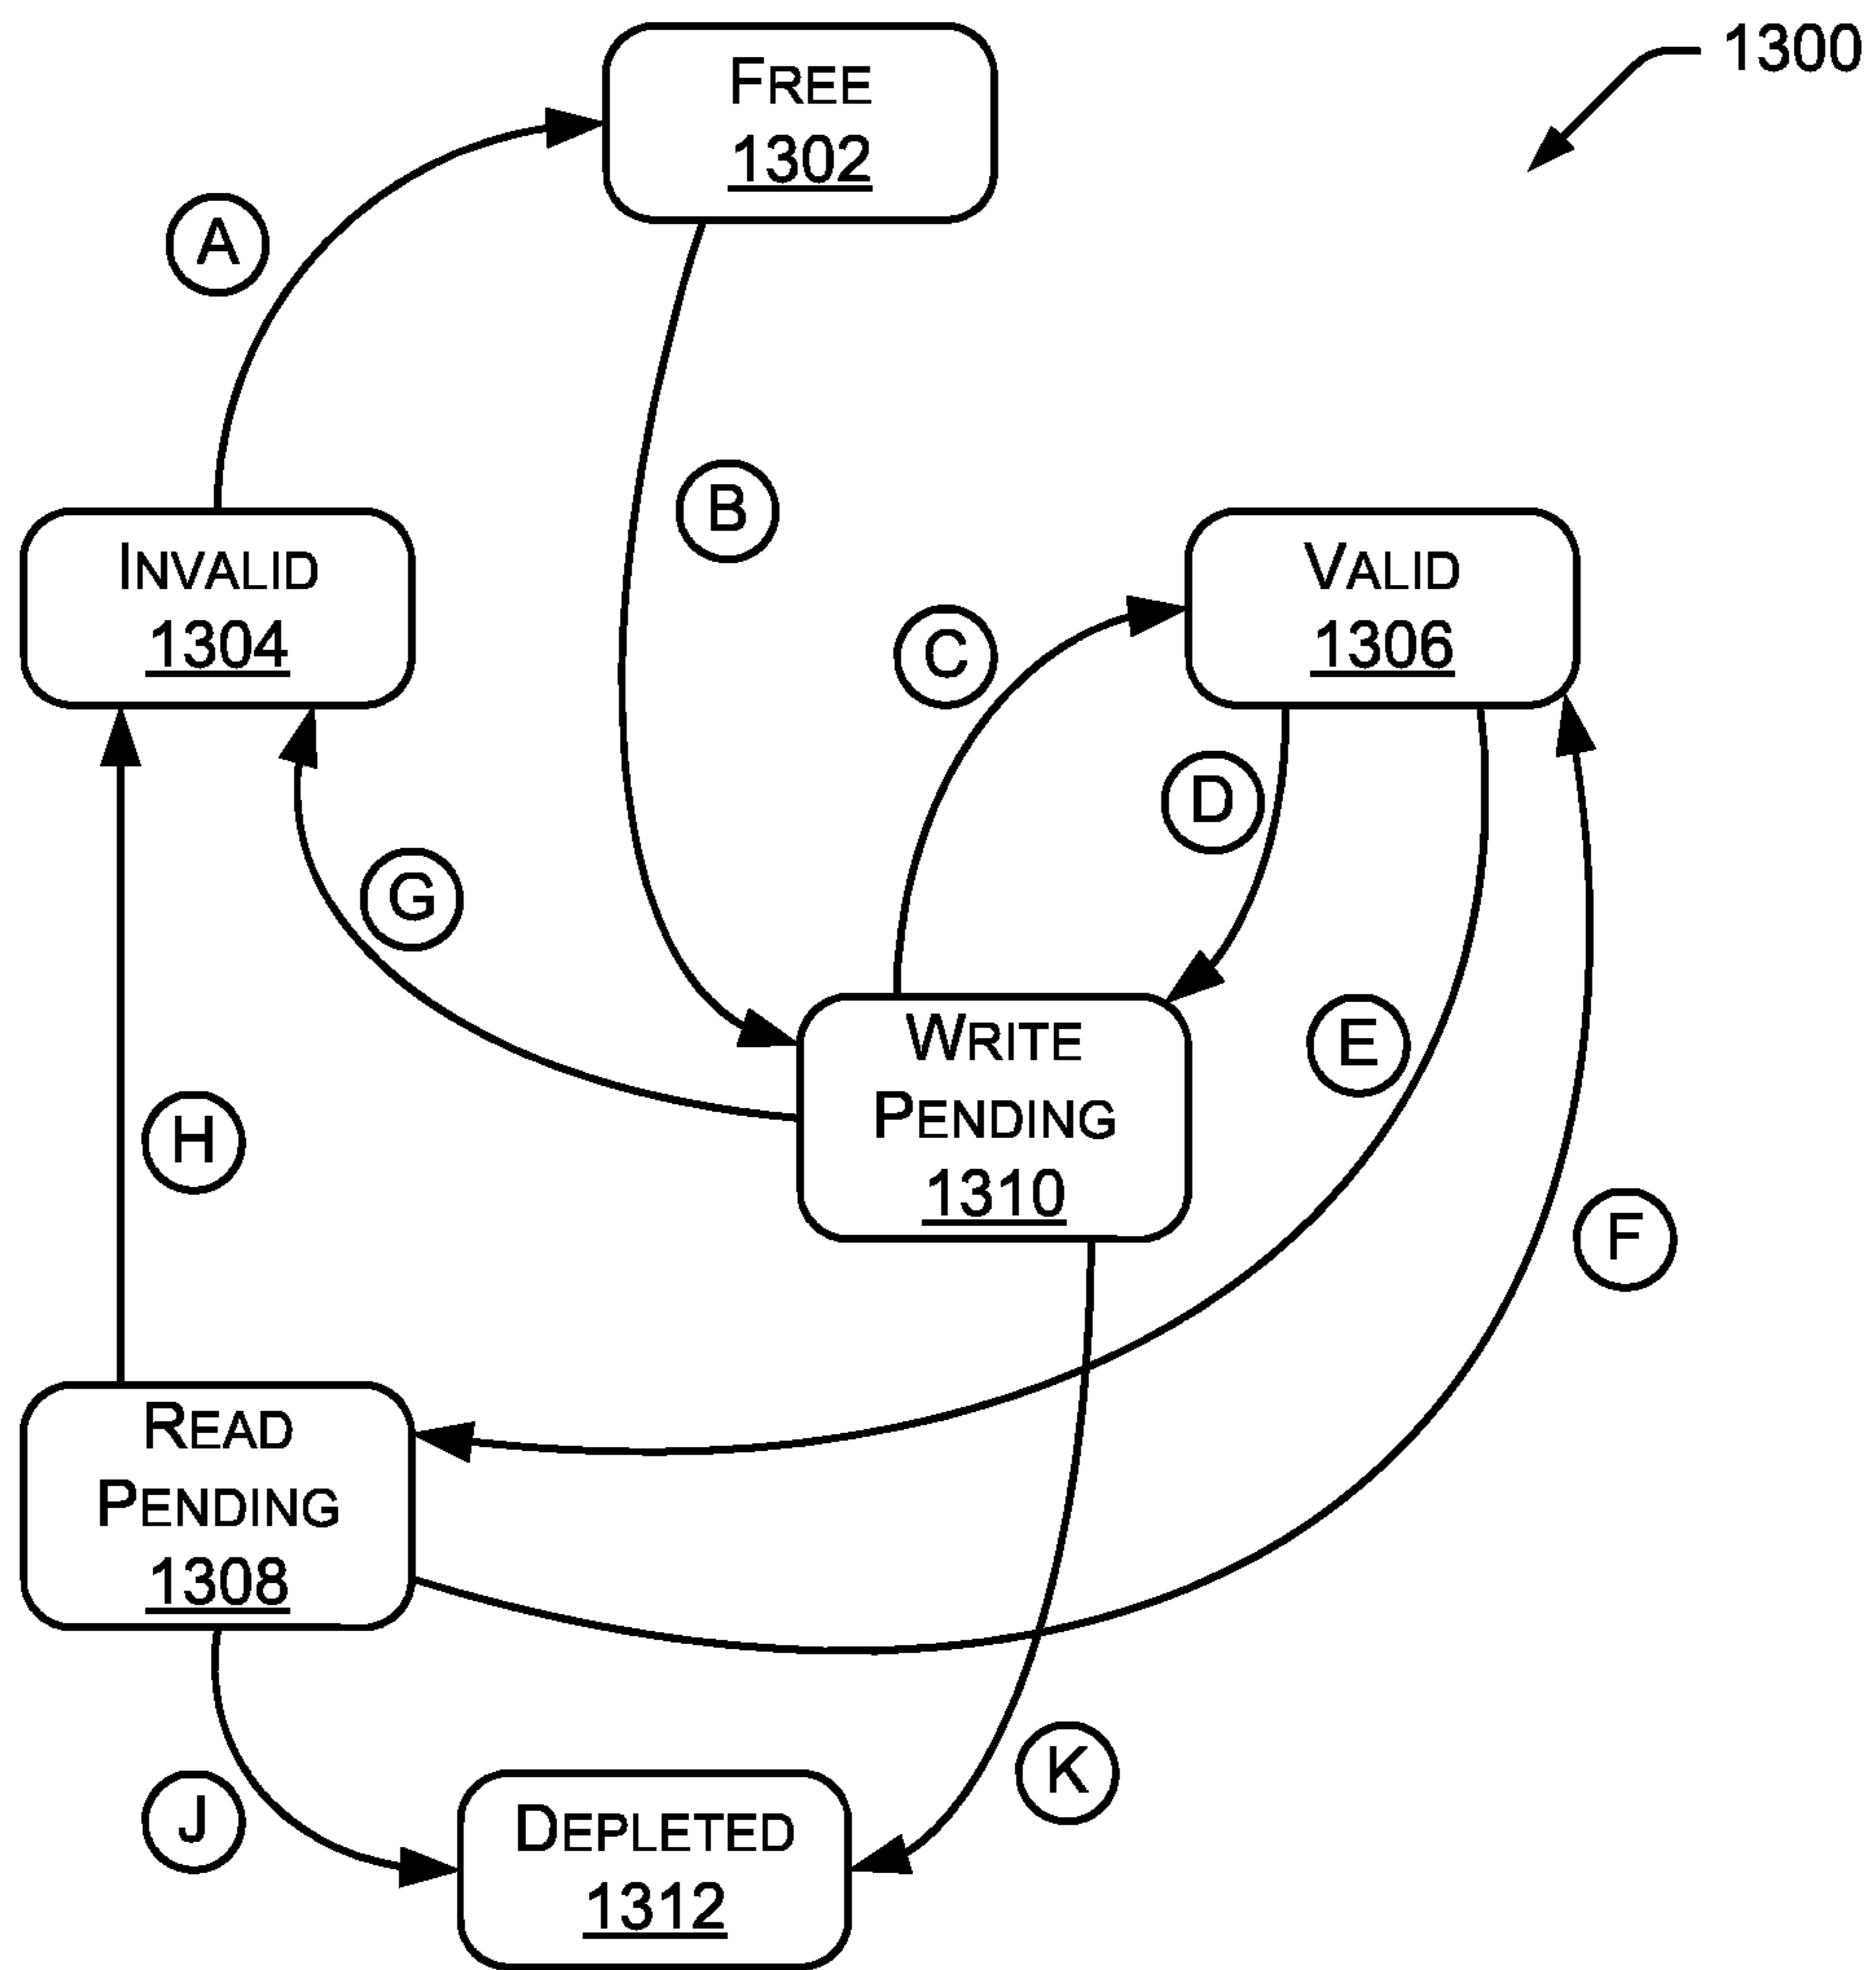 1300
FREE
1302
A
B
INVALID
1304
VALID
1306
C
D
G
WRITE
PENDING
1310
E
H
F
READ
PENDING
1308
K
J
DEPLETED
1312